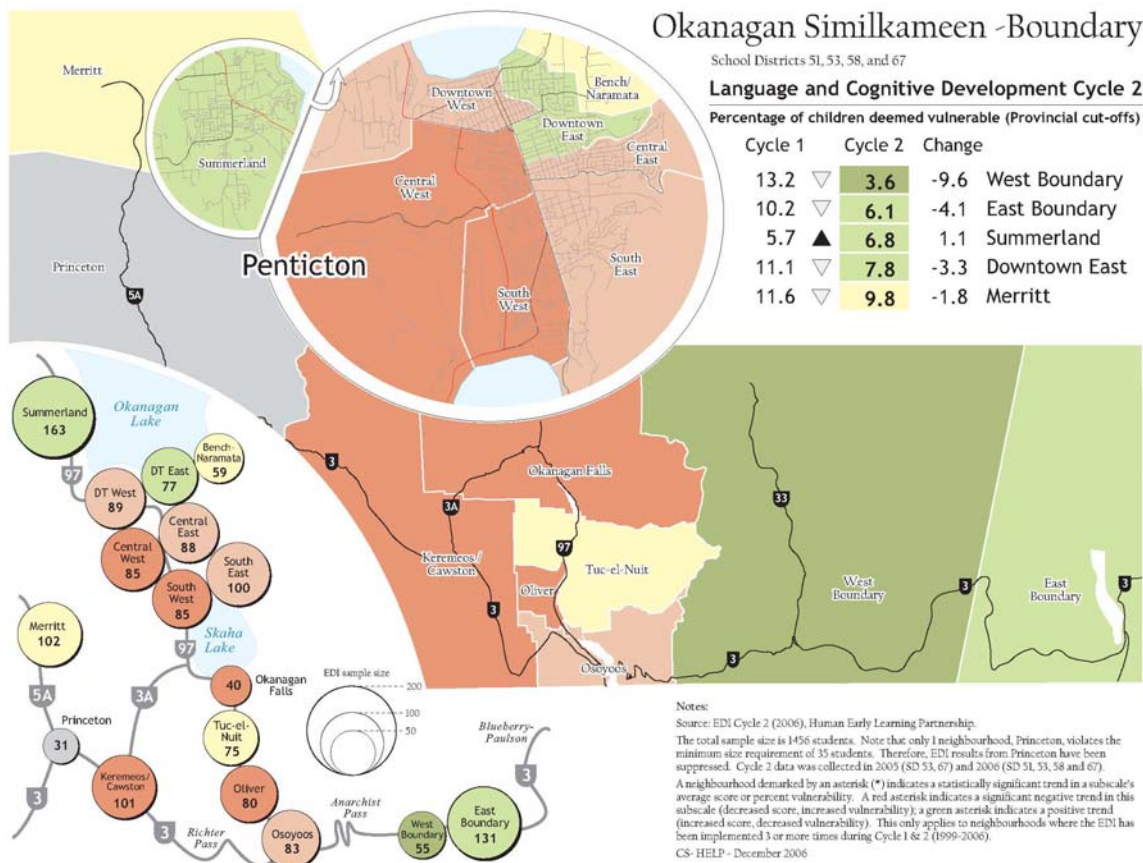 Okanagan Similkameen -Boundary
School Districts 51, 53, 58, and 67
Language and Cognitive Development Cycle 2
Percentage of children deemed vulnerable (Provincial cut-offs)
Cycle 1 Cycle 2 Change
13.2 ▽ 3.6 -9.6 West Boundary
10.2 ▽ 6.1 -4.1 East Boundary
5.7 ▲ 6.8 1.1 Summerland
11.1 ▽ 7.8 -3.3 Downtown East
11.6 ▽ 9.8 -1.8 Merritt
Merritt
Summerland
Princeton
5A
Penticton
Downtown
West
Bench/
Naramata
Downtown
East
Central
East
Central
West
South
East
South
West
3
Okanagan Falls
3A
97
Keremeos/
Cawston
Tuc-el-Nuit
Oliver
3
Osoyoos
33
West
Boundary
3
3
East
Boundary
3
Summerland
163
Okanagan
Lake
97
Bench-
Naramata
59
DT East
77
DT West
89
Central
East
88
Central
West
85
South
East
100
South West
85
Skaha
Lake
97
Merritt
102
5A
3A
40
Okanagan
Falls
Princeton
31
Tuc-el-
Nuit
75
3
Keremeos/
Cawston
101
Oliver
80
3
Richter
Pass
Osoyoos
83
Anarchist
Pass
West
Boundary
55
East
Boundary
131
3
Blueberry-
Paulson
EDI sample size
200
100
50
Notes:
Source: EDI Cycle 2 (2006), Human Early Learning Partnership.
The total sample size is 1456 students. Note that only 1 neighbourhood, Princeton, violates the
minimum size requirement of 35 students. Therefore, EDI results from Princeton have been
suppressed. Cycle 2 data was collected in 2005 (SD 53, 67) and 2006 (SD 51, 53, 58 and 67).
A neighbourhood demarked by an asterisk (*) indicates a statistically significant trend in a subscale's
average score or percent vulnerability. A red asterisk indicates a significant negative trend in this
subscale (decreased score, increased vulnerability); a green asterisk indicates a positive trend
(increased score, decreased vulnerability). This only applies to neighbourhoods where the EDI has
been implemented 3 or more times during Cycle 1 & 2 (1999-2006).
CS- HELP - December 2006